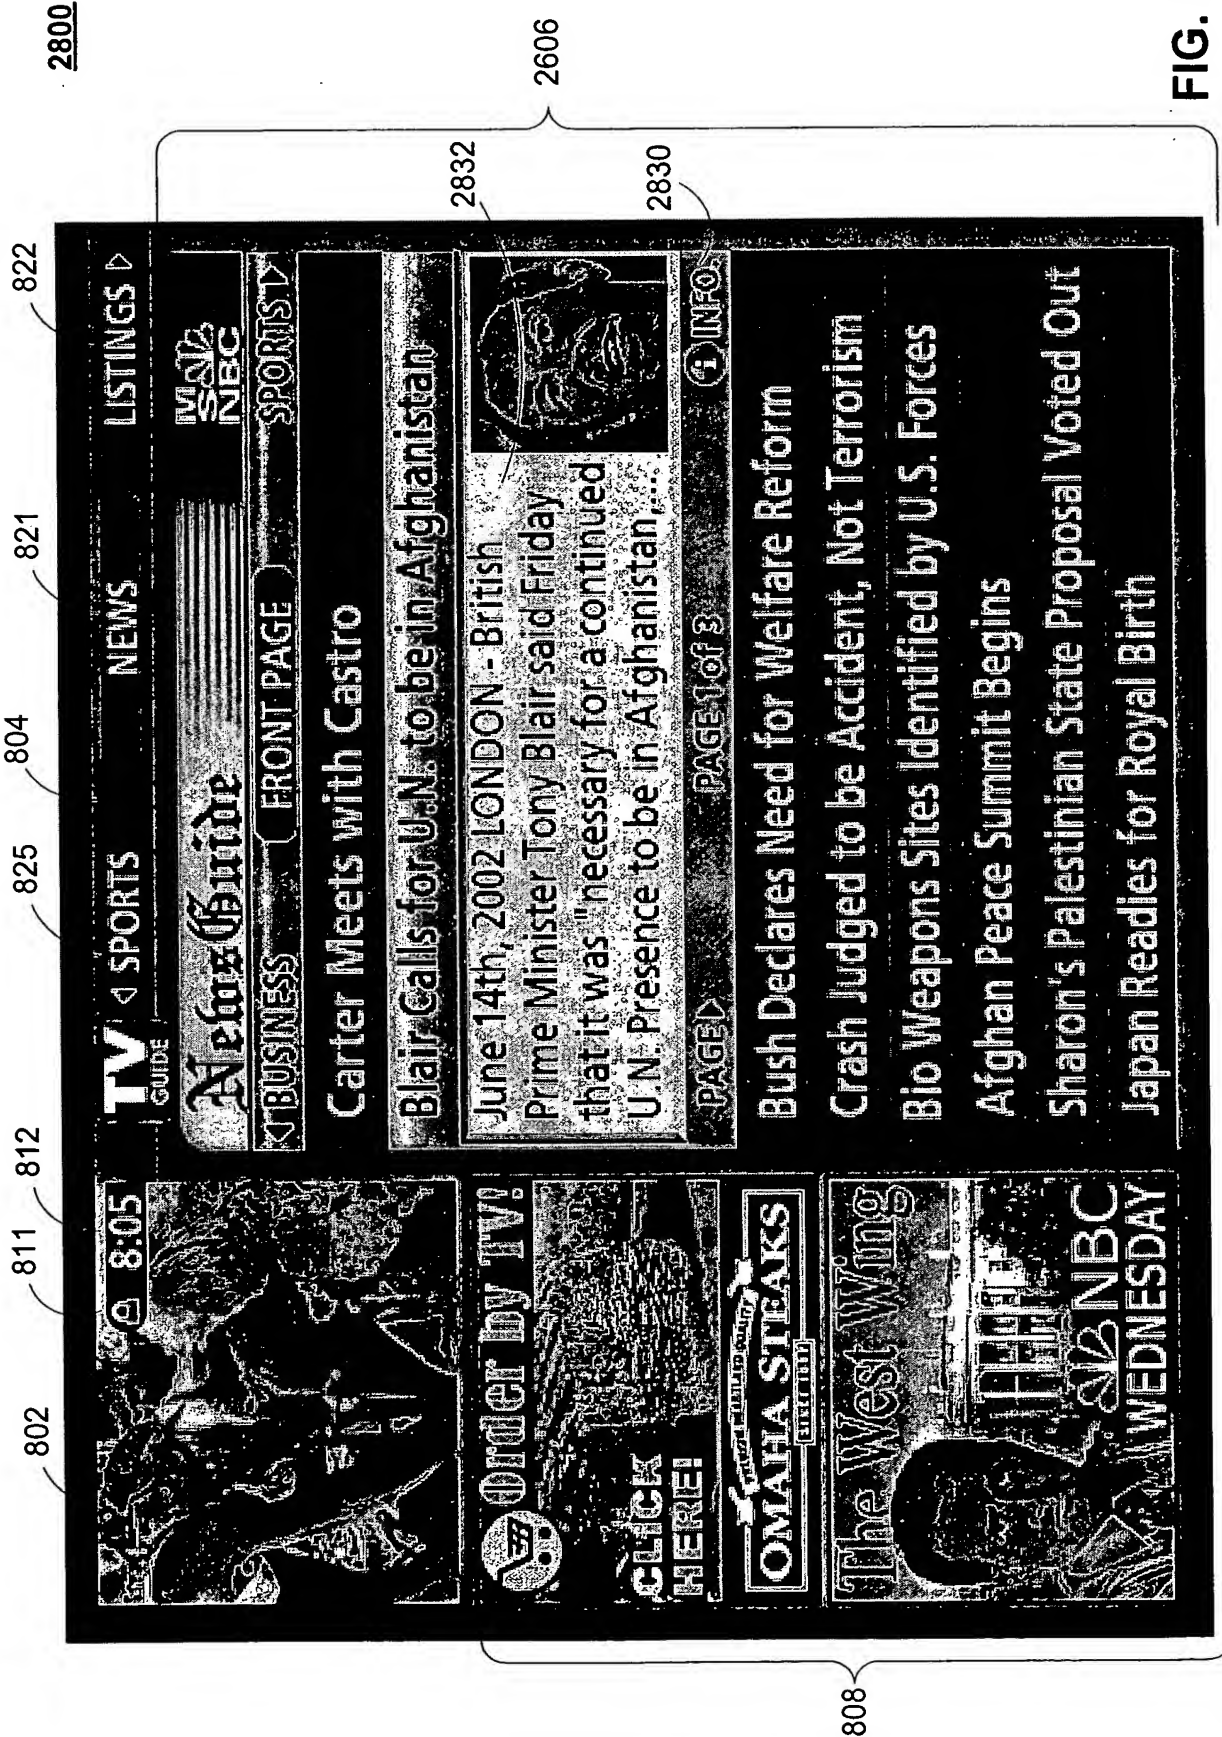 2800
802
811
812
825
804
821
822
8:05
TV
GUIDE
◁ SPORTS
NEWS
LISTINGS ▷
NewsGuide
MSNBC
◁ BUSINESS
FRONT PAGE
SPORTS ▷
Carter Meets with Castro
Blair Calls for U.N. to be in Afghanistan
June 14th, 2002 LONDON - British
Prime Minister Tony Blair said Friday
that it was "necessary for a continued
U.N. Presence to be in Afghanistan,...
PAGE▷
PAGE 1 of 3
i INFO
Bush Declares Need for Welfare Reform
Crash Judged to be Accident, Not Terrorism
Bio Weapons Sites Identified by U.S. Forces
Afghan Peace Summit Begins
Sharon's Palestinian State Proposal Voted Out
Japan Readies for Royal Birth
Order by TV!
CLICK
HERE!
OMAHA STEAKS
SINCE 1917
The West Wing
NBC
WEDNESDAY
2832
2830
2606
808
FIG.